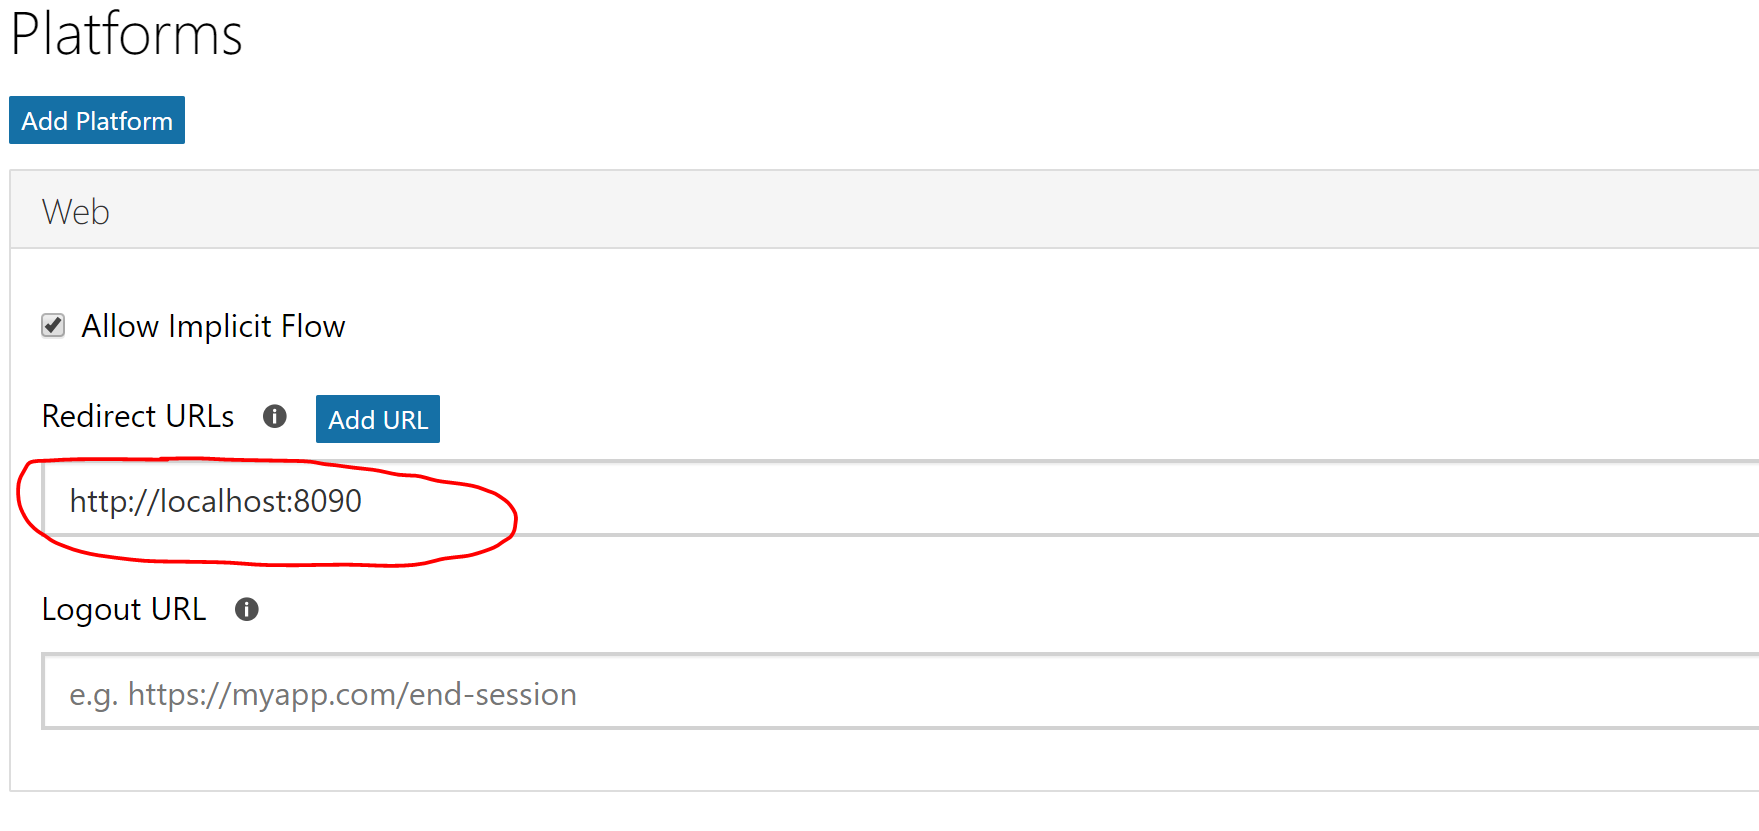 Platforms
Add Platform
Web
Allow Implicit Flow
Redirect URLs Add URL
http://localhost:8090
Logout URL
e.g. https://myapp.com/end-session